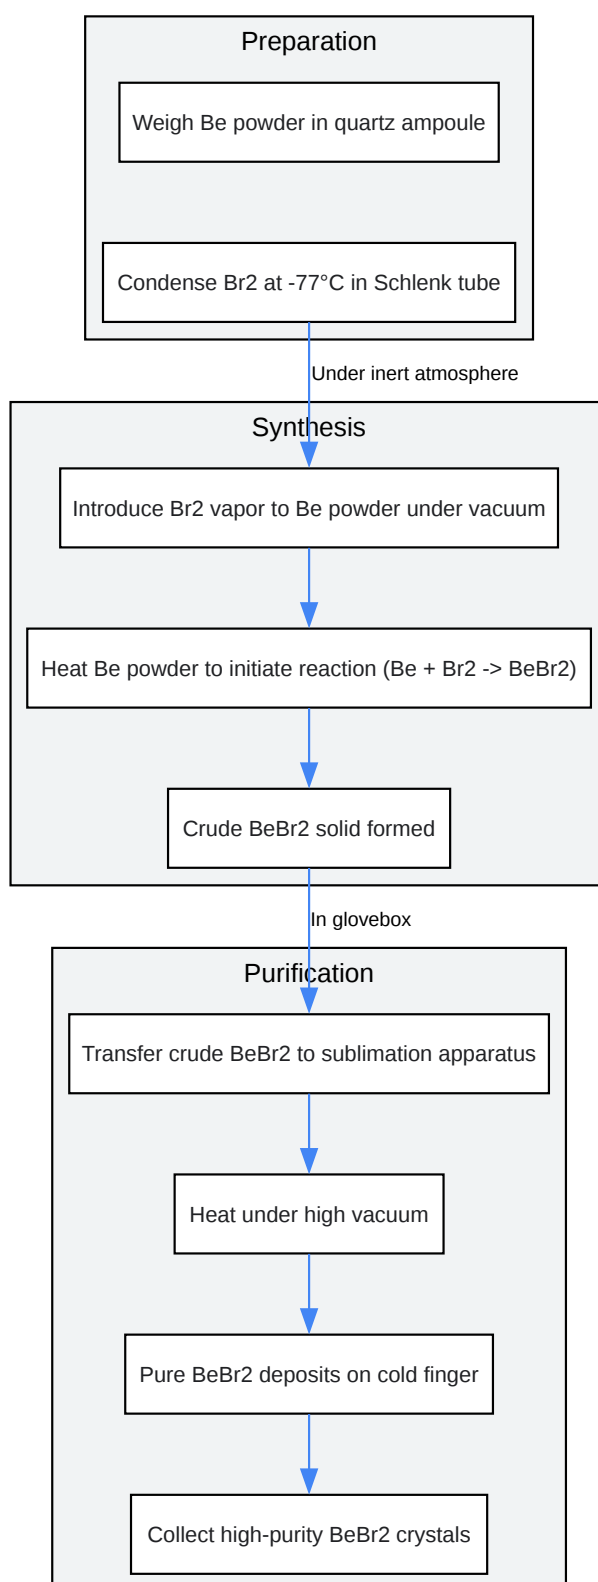 Preparation
Weigh Be powder in quartz ampoule
Condense Br2 at -77°C in Schlenk tube
Under inert atmosphere
Synthesis
Introduce Br2 vapor to Be powder under vacuum
Heat Be powder to initiate reaction (Be + Br2 -> BeBr2)
Crude BeBr2 solid formed
In glovebox
Purification
Transfer crude BeBr2 to sublimation apparatus
Heat under high vacuum
Pure BeBr2 deposits on cold finger
Collect high-purity BeBr2 crystals